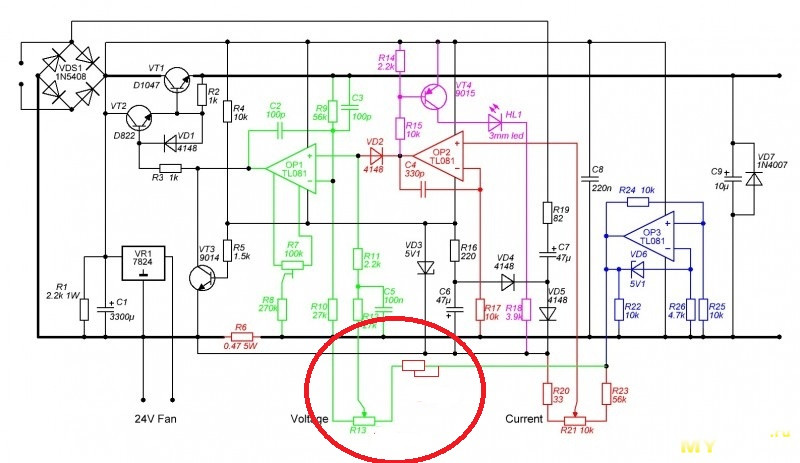 VDS1
1N5408
VT1
D1047
R2
1k
VT2
D822
VD1
4148
R3 1k
R4
10k
C2
100p
R9
56k
C3
100p
R14
2.2k
VT4
9015
HL1
3mm led
R15
10k
VD2
4148
OP1
TL081
OP2
TL081
C4
330p
C8
220n
C9
10µ
VD7
1N4007
R24 10k
OP3
TL081
VD6
5V1
R19
82
C7
47µ
VT3
9014
R5
1.5k
R7
100k
R11
2.2k
VD3
5V1
R16
220
VD4
4148
VD5
4148
VR1
7824
R1
2.2k 1W
C1
3300µ
R8
270k
R10
27k
C5
100n
R12
27k
C6
47µ
R17
10k
R18
3.9k
R22
10k
R26
4.7k
R25
10k
R6
0.47 5W
R20
33
R23
56k
24V Fan
Voltage
R13
Current
R21 10k
MY
.ru